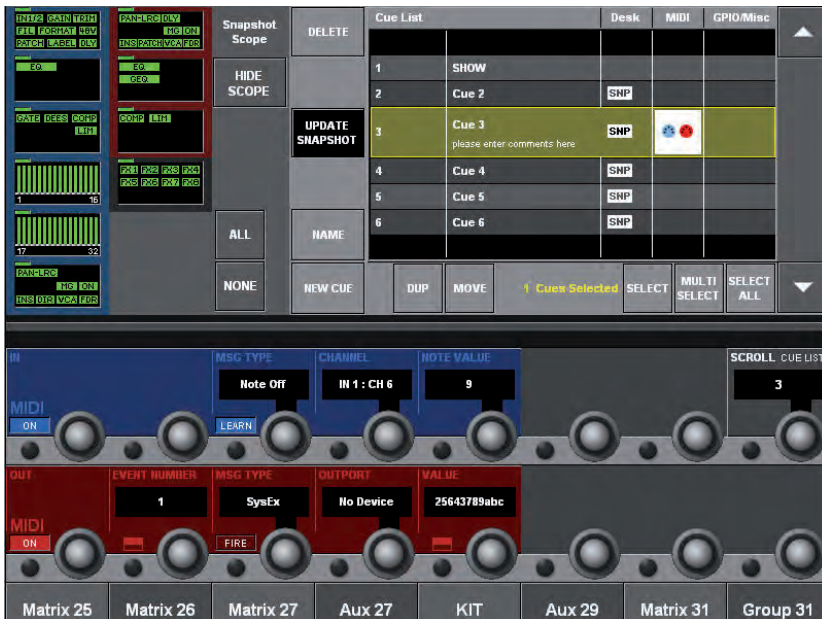 IN1/2 GAIN TRIM
FIL FORMAT 48V
PATCH LABEL DLY
EQ
GATE DEES COMP
LIM
1 16
17 32
PAN-LRC
MG ON
INS DIR VCA FDR
PAN-LRC DLY
MG ON
INS PATCH VCA FDR
EQ
GEQ
COMP LIM
FX1 FX2 FX3 FX4
FX5 FX6 FX7 FX8
Snapshot
Scope
HIDE
SCOPE
ALL
NONE
DELETE
UPDATE
SNAPSHOT
NAME
NEW CUE
Cue List Desk MIDI GPIO/Misc
1 SHOW
2 Cue 2 SNP
3 Cue 3 SNP
please enter comments here
4 Cue 4 SNP
5 Cue 5 SNP
6 Cue 6 SNP
DUP MOVE 1 Cues Selected SELECT MULTI SELECT SELECT ALL
IN MSG TYPE CHANNEL NOTE VALUE SCROLL CUE LIST
Note Off IN 1 : CH 6 9 3
MIDI
ON LEARN
OUT EVENT NUMBER MSG TYPE OUTPORT VALUE
1 SysEx No Device 25643789abc
MIDI
ON FIRE
Matrix 25 Matrix 26 Matrix 27 Aux 27 KIT Aux 29 Matrix 31 Group 31